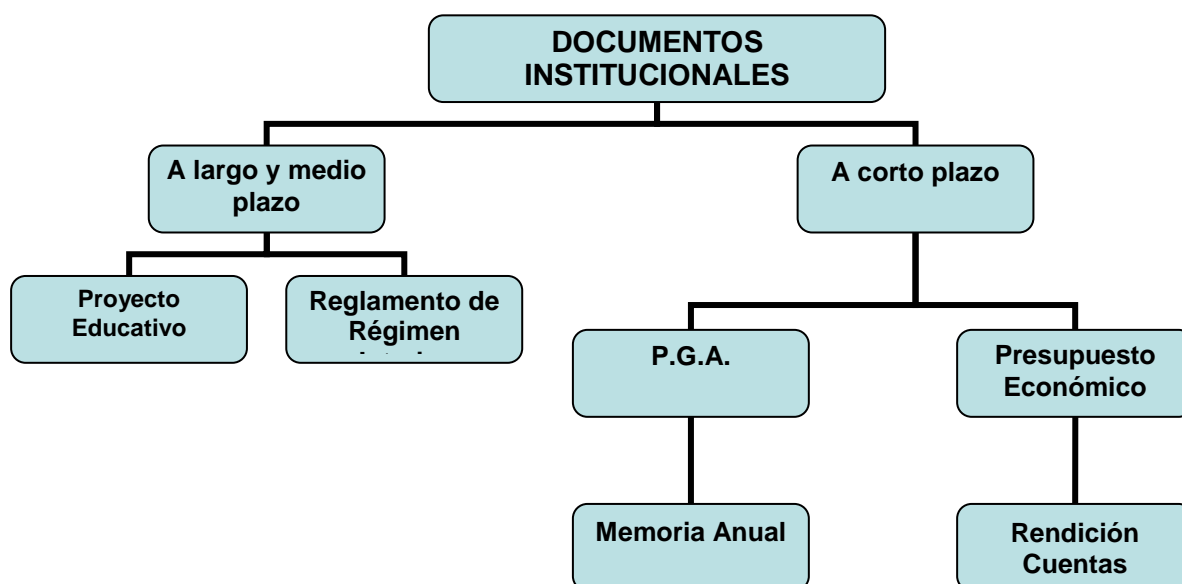 DOCUMENTOS
INSTITUCIONALES
A largo y medio
plazo
A corto plazo
Proyecto
Educativo
Reglamento de
Régimen
P.G.A.
Presupuesto
Económico
Memoria Anual
Rendición
Cuentas